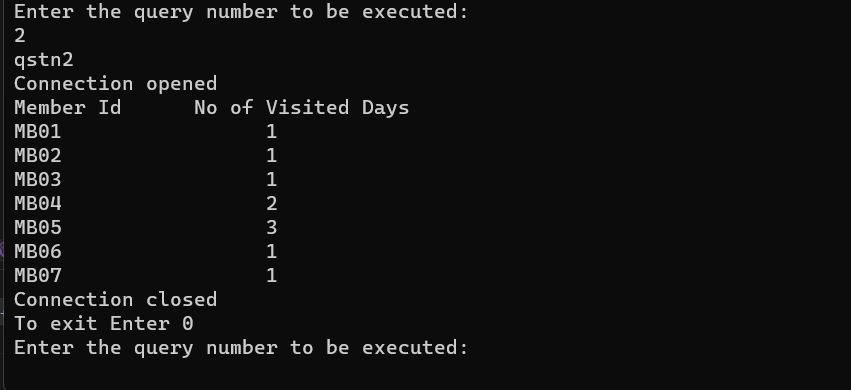 Enter the query number to be executed:
2
qstn2
Connection opened
Member Id      No of Visited Days
MB01                 1
MB02                 1
MB03                 1
MB04                 2
MB05                 3
MB06                 1
MB07                 1
Connection closed
To exit Enter 0
Enter the query number to be executed: